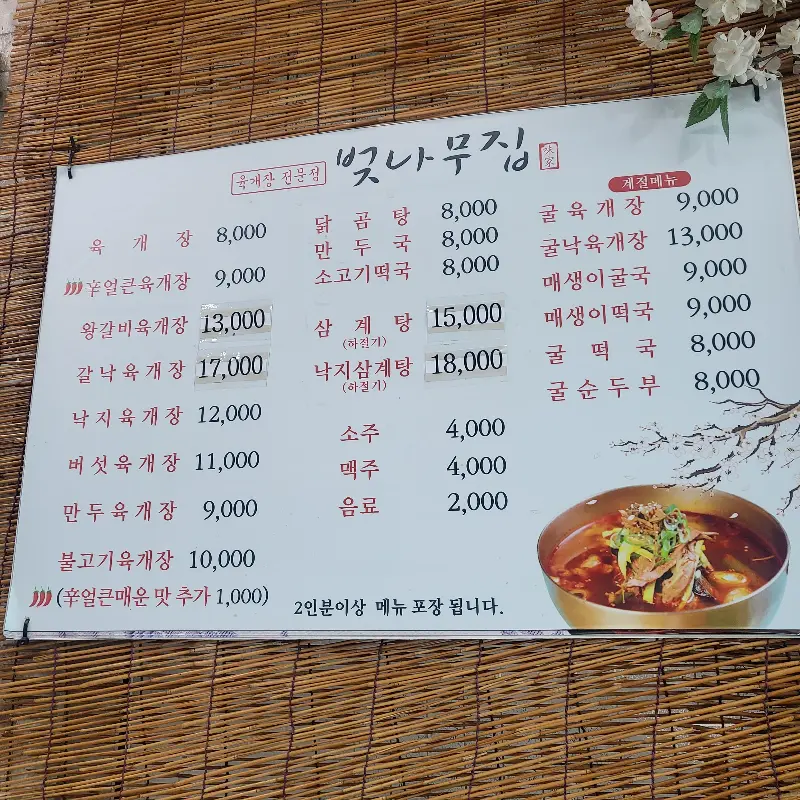 육개장 전문점 벚나무집
육개장 8,000
辛얼큰육개장 9,000
왕갈비육개장 13,000
갈낙육개장 17,000
낙지육개장 12,000
버섯육개장 11,000
만두육개장 9,000
불고기육개장 10,000
(辛얼큰매운 맛 추가 1,000)
닭곰탕 8,000
만두국 8,000
소고기떡국 8,000
삼계탕 15,000
(하절기)
낙지삼계탕 18,000
(하절기)
소주 4,000
맥주 4,000
음료 2,000
2인분이상 메뉴 포장 됩니다.
계절메뉴
굴육개장 9,000
굴낙육개장 13,000
매생이굴국 9,000
매생이떡국 9,000
굴떡국 8,000
굴순두부 8,000